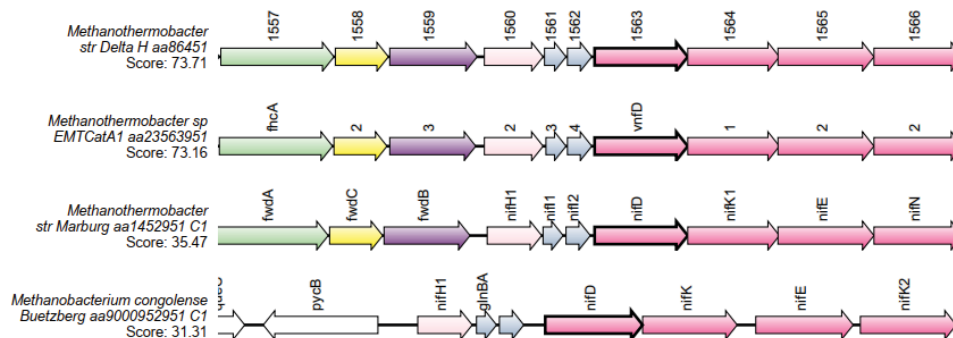 1557 1558 1559 1560 1561 1562 1563 1564 1565 1566
Methanothermobacter
str Delta H aa86451
Score: 73.71
fhcA 2 3 2 3 4 vnfD 1 2 2
Methanothermobacter sp
EMTCatA1 aa23563951
Score: 73.16
fwdA fwdC fwdB nifH1 nifI1 nifI2 nifD nifK1 nifE nifN
Methanothermobacter
str Marburg aa1452951 C1
Score: 35.47
pycB nifH1 glnBA nifD nifK nifE nifK2
Methanobacterium congolense
Buetzberg aa9000952951 C1
Score: 31.31